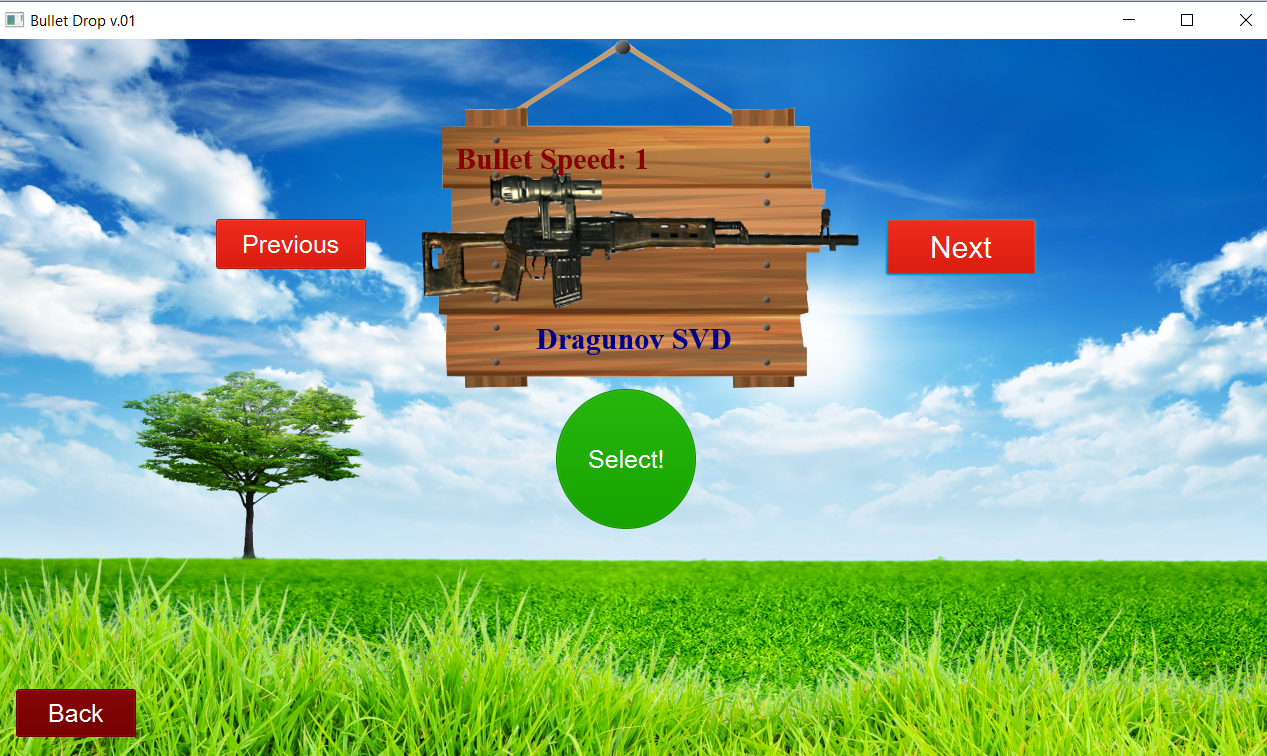 Bullet Drop v.01
Bullet Speed: 1
Previous
Next
Dragunov SVD
Select!
Back